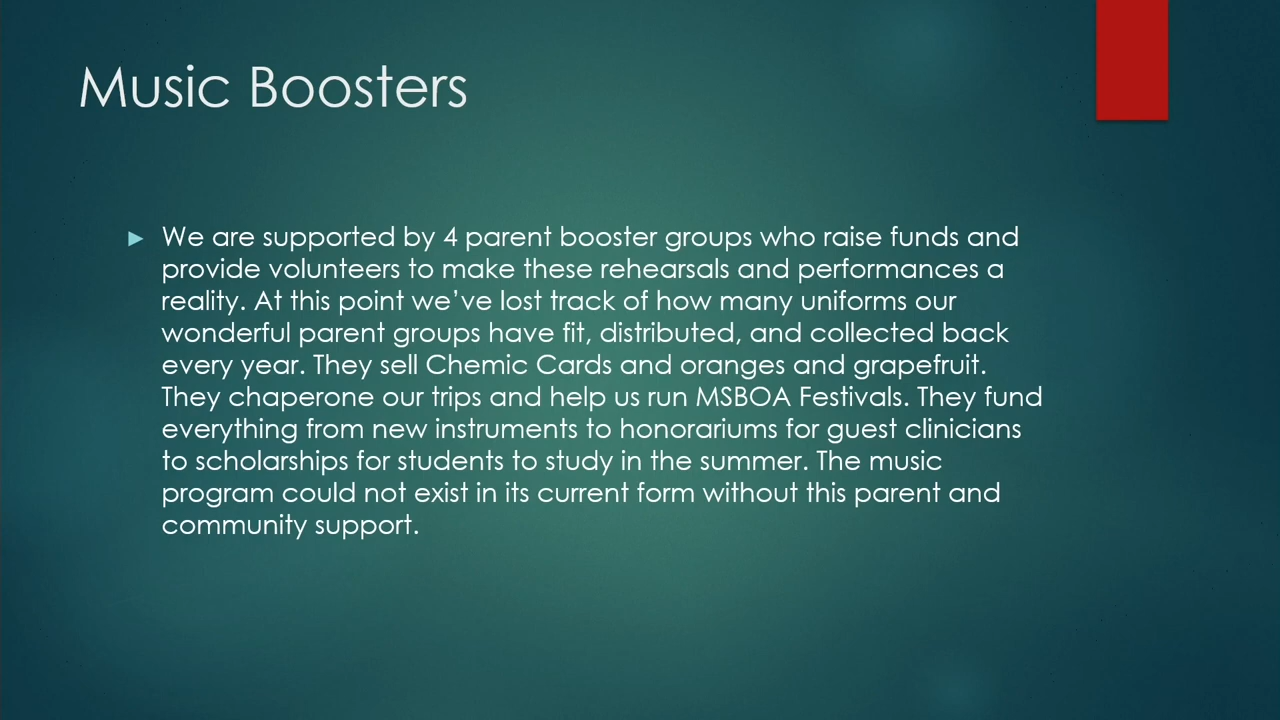 Music Boosters
We are supported by 4 parent booster groups who raise funds and
provide volunteers to make these rehearsals and performances a
reality. At this point we’ve lost track of how many uniforms our
wonderful parent groups have fit, distributed, and collected back
every year. They sell Chemic Cards and oranges and grapefruit.
They chaperone our trips and help us run MSBOA Festivals. They fund
everything from new instruments to honorariums for guest clinicians
to scholarships for students to study in the summer. The music
program could not exist in its current form without this parent and
community support.